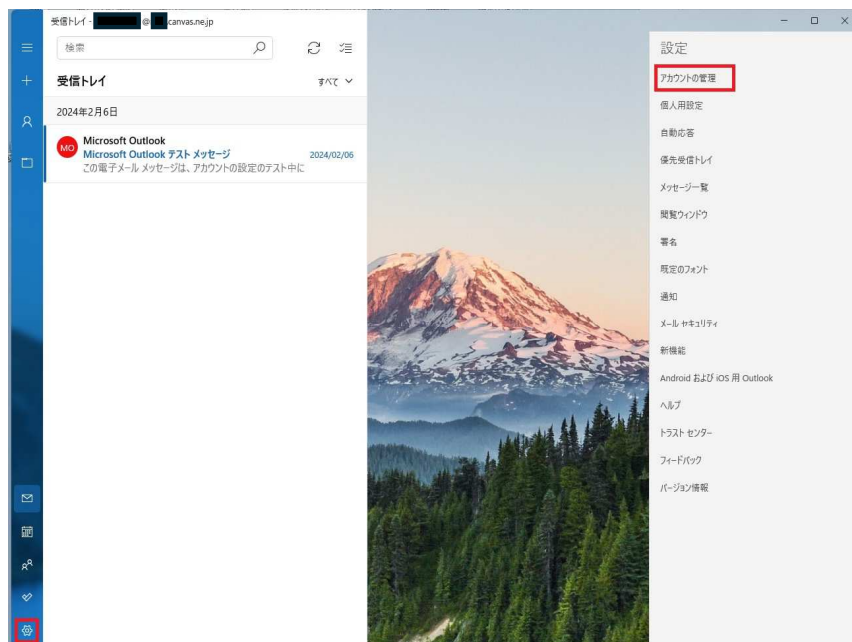 受信トレイ - @ .canvas.ne.jp
検索
受信トレイ
すべて
2024年2月6日
MO
Microsoft Outlook
Microsoft Outlook テスト メッセージ 2024/02/06
この電子メール メッセージは、アカウントの設定のテスト中に
設定
アカウントの管理
個人用設定
自動応答
優先受信トレイ
メッセージ一覧
閲覧ウィンドウ
署名
既定のフォント
通知
メール セキュリティ
新機能
Android および iOS 用 Outlook
ヘルプ
トラスト センター
フィードバック
バージョン情報